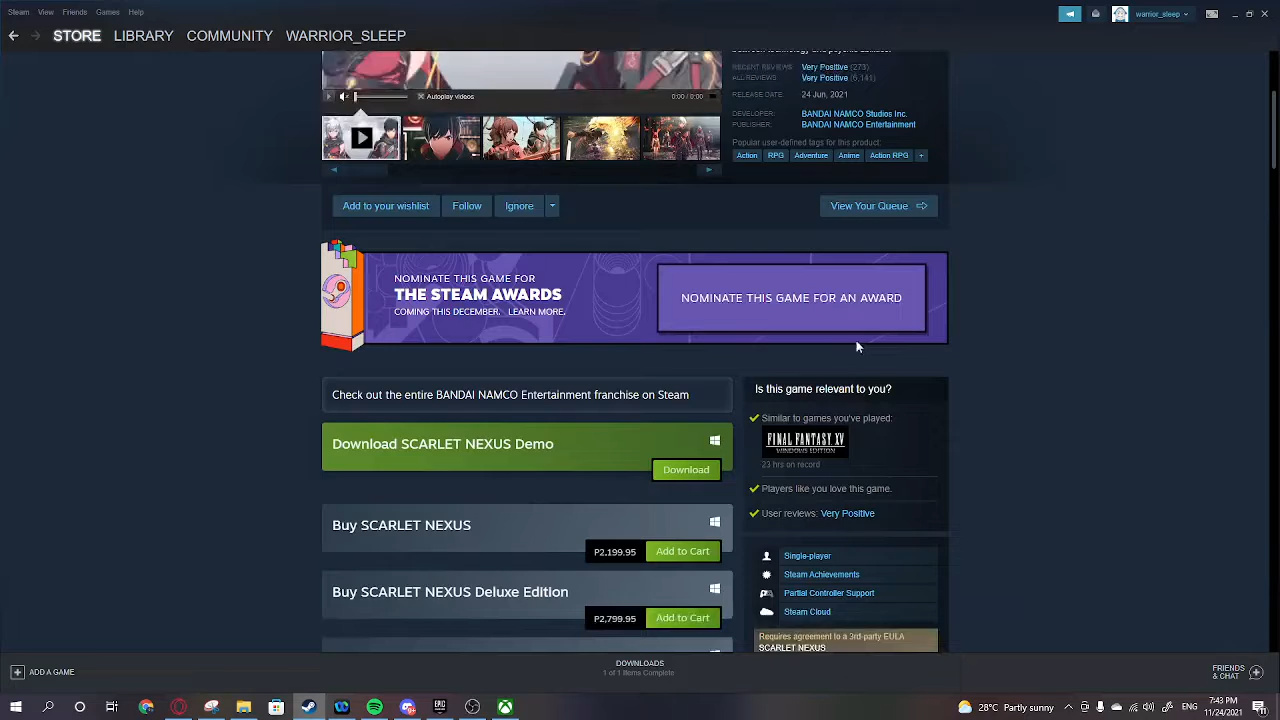 Steam View Friends Games Help
warrior_sleep
STORE LIBRARY COMMUNITY WARRIOR_SLEEP
RECENT REVIEWS: Very Positive (273)
ALL REVIEWS: Very Positive (6,141)
RELEASE DATE: 24 Jun, 2021
DEVELOPER: BANDAI NAMCO Studios Inc.
PUBLISHER: BANDAI NAMCO Entertainment
Popular user-defined tags for this product:
Action RPG Adventure Anime Action RPG +
Autoplay videos 0:00 / 0:00
Add to your wishlist Follow Ignore View Your Queue
NOMINATE THIS GAME FOR
THE STEAM AWARDS
COMING THIS DECEMBER. LEARN MORE.
NOMINATE THIS GAME FOR AN AWARD
Check out the entire BANDAI NAMCO Entertainment franchise on Steam
Download SCARLET NEXUS Demo
Download
Buy SCARLET NEXUS
P2,199.95 Add to Cart
Buy SCARLET NEXUS Deluxe Edition
P2,799.95 Add to Cart
Is this game relevant to you?
Similar to games you've played:
FINAL FANTASY XV
WINDOWS EDITION
23 hrs on record
Players like you love this game.
User reviews: Very Positive
Single-player
Steam Achievements
Partial Controller Support
Steam Cloud
Requires agreement to a 3rd-party EULA
SCARLET NEXUS
ADD A GAME
DOWNLOADS
1 of 1 Items Complete
FRIENDS
& CHAT
EPIC
28°C Partly sunny
7:43 PM
11/24/2021